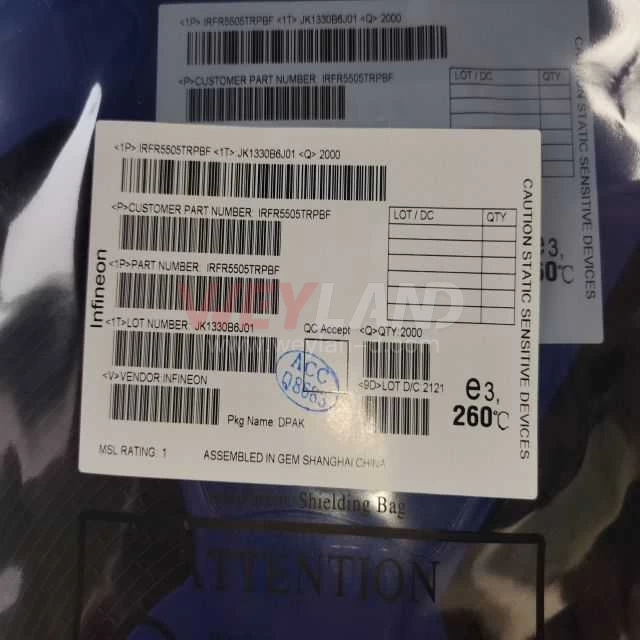 <1P> IRFR5505TRPBF <1T> JK1330B6J01 <Q> 2000
<P>CUSTOMER PART NUMBER: IRFR5505TRPBF
LOT / DC QTY
CAUTION STATIC SENSITIVE DEVICES
e3,
60℃
<1P> IRFR5505TRPBF <1T> JK1330B6J01 <Q> 2000
<P>CUSTOMER PART NUMBER: IRFR5505TRPBF
LOT / DC QTY
<1P>PART NUMBER: IRFR5505TRPBF
Infineon
<1T>LOT NUMBER: JK1330B6J01 QC Accept <Q>QTY:2000
ACC
<V>VENDOR:INFINEON
<9D>LOT D/C: 2121
e3,
260℃
Pkg Name: DPAK
MSL RATING: 1 ASSEMBLED IN GEM SHANGHAI CHINA
CAUTION STATIC SENSITIVE DEVICES
WEYLAND
Shielding Bag
ATTENTION